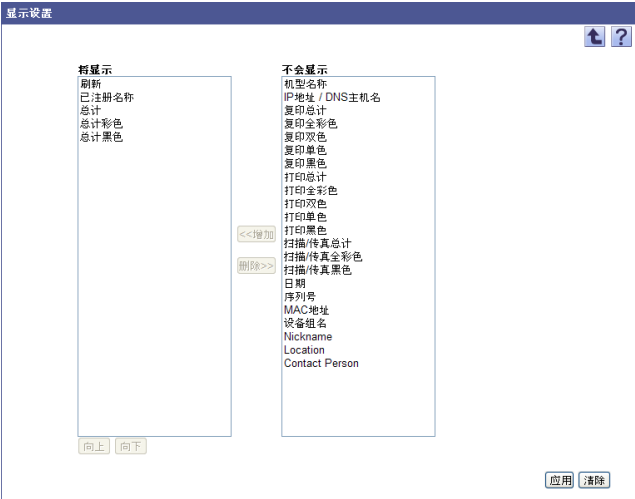 显示设置
?
将显示
刷新
已注册名称
总计
总计彩色
总计黑色
不会显示
机型名称
IP地址 / DNS主机名
复印总计
复印全彩色
复印双色
复印单色
复印黑色
打印总计
打印全彩色
打印双色
打印单色
打印黑色
扫描/传真总计
扫描/传真全彩色
扫描/传真黑色
日期
序列号
MAC地址
设备组名
Nickname
Location
Contact Person
<<增加
删除>>
向上 向下
应用 清除